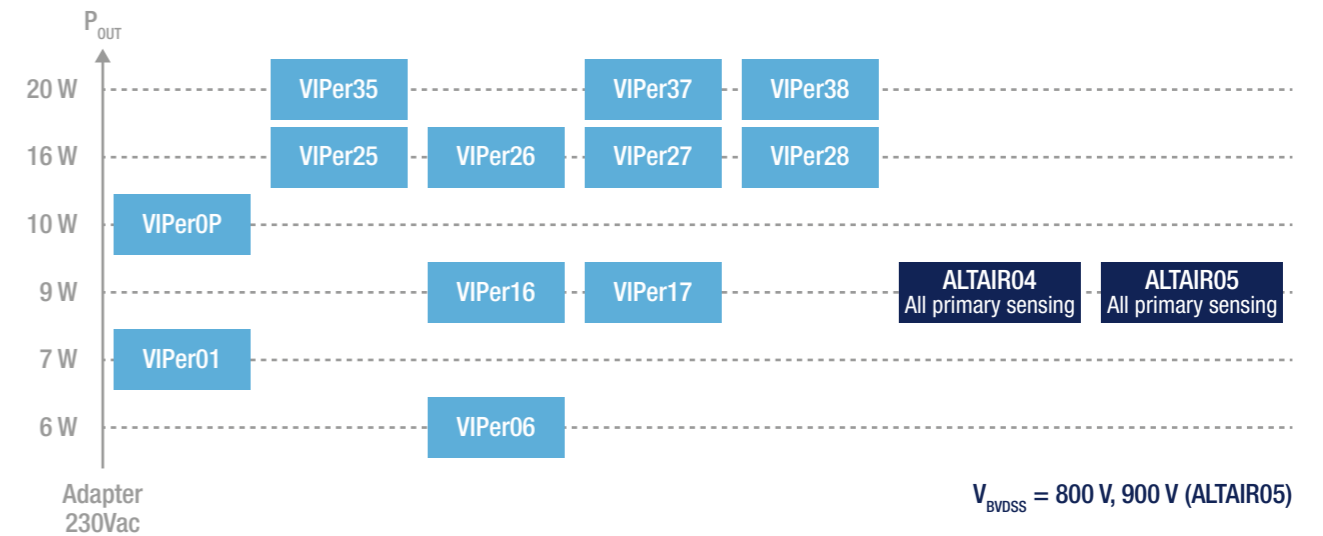 POUT
20 W VIPer35 VIPer37 VIPer38
16 W VIPer25 VIPer26 VIPer27 VIPer28
10 W VIPer0P
9 W VIPer16 VIPer17 ALTAIR04 ALTAIR05
All primary sensing All primary sensing
7 W VIPer01
6 W VIPer06
Adapter
230Vac
VBVDSS = 800 V, 900 V (ALTAIR05)